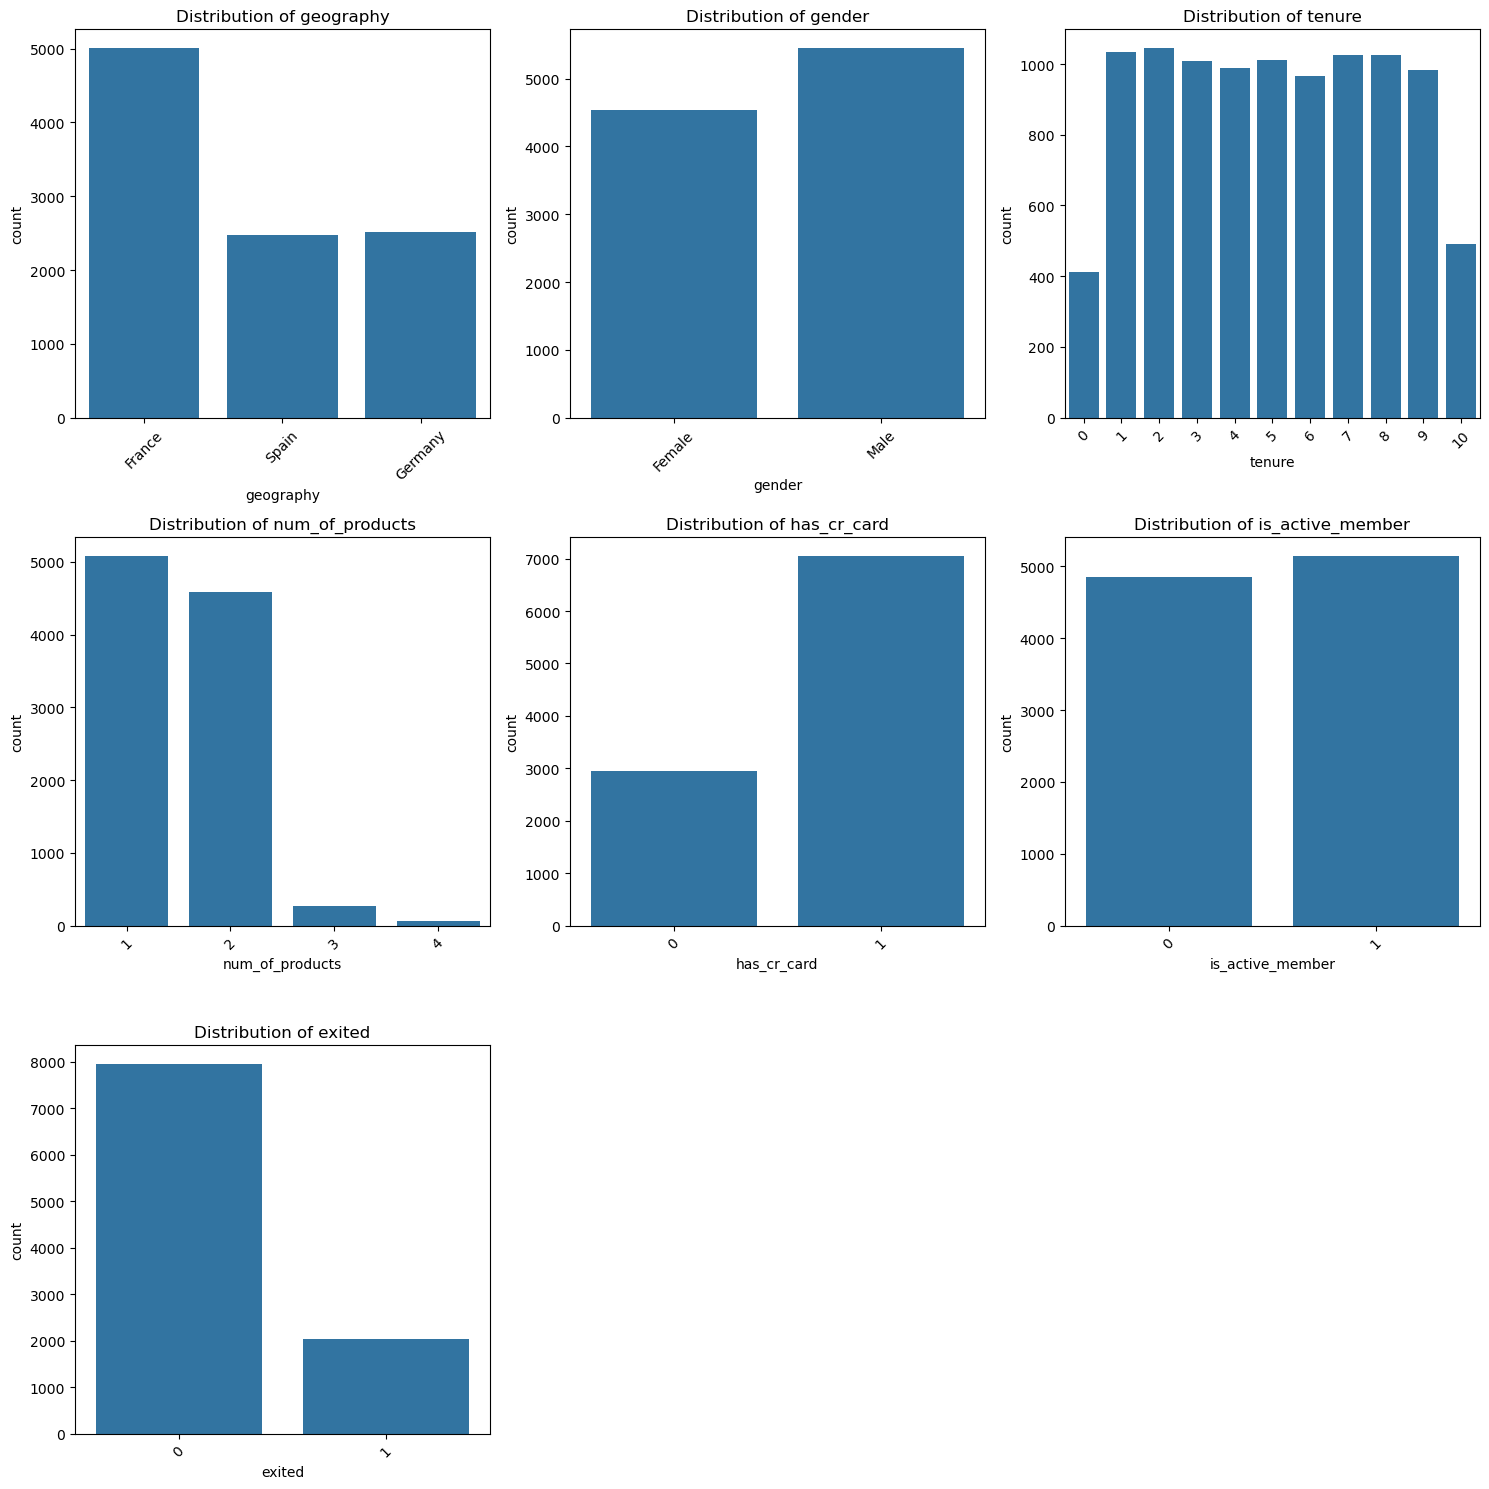 Distribution of geography
5000
4000
3000
2000
1000
0
count
France
Spain
Germany
geography
Distribution of gender
5000
4000
3000
2000
1000
0
count
Female
Male
gender
Distribution of tenure
1000
800
600
400
200
0
count
0
1
2
3
4
5
6
7
8
9
10
tenure
Distribution of num_of_products
5000
4000
3000
2000
1000
0
count
1
2
3
4
num_of_products
Distribution of has_cr_card
7000
6000
5000
4000
3000
2000
1000
0
count
0
1
has_cr_card
Distribution of is_active_member
5000
4000
3000
2000
1000
0
count
0
1
is_active_member
Distribution of exited
8000
7000
6000
5000
4000
3000
2000
1000
0
count
0
1
exited